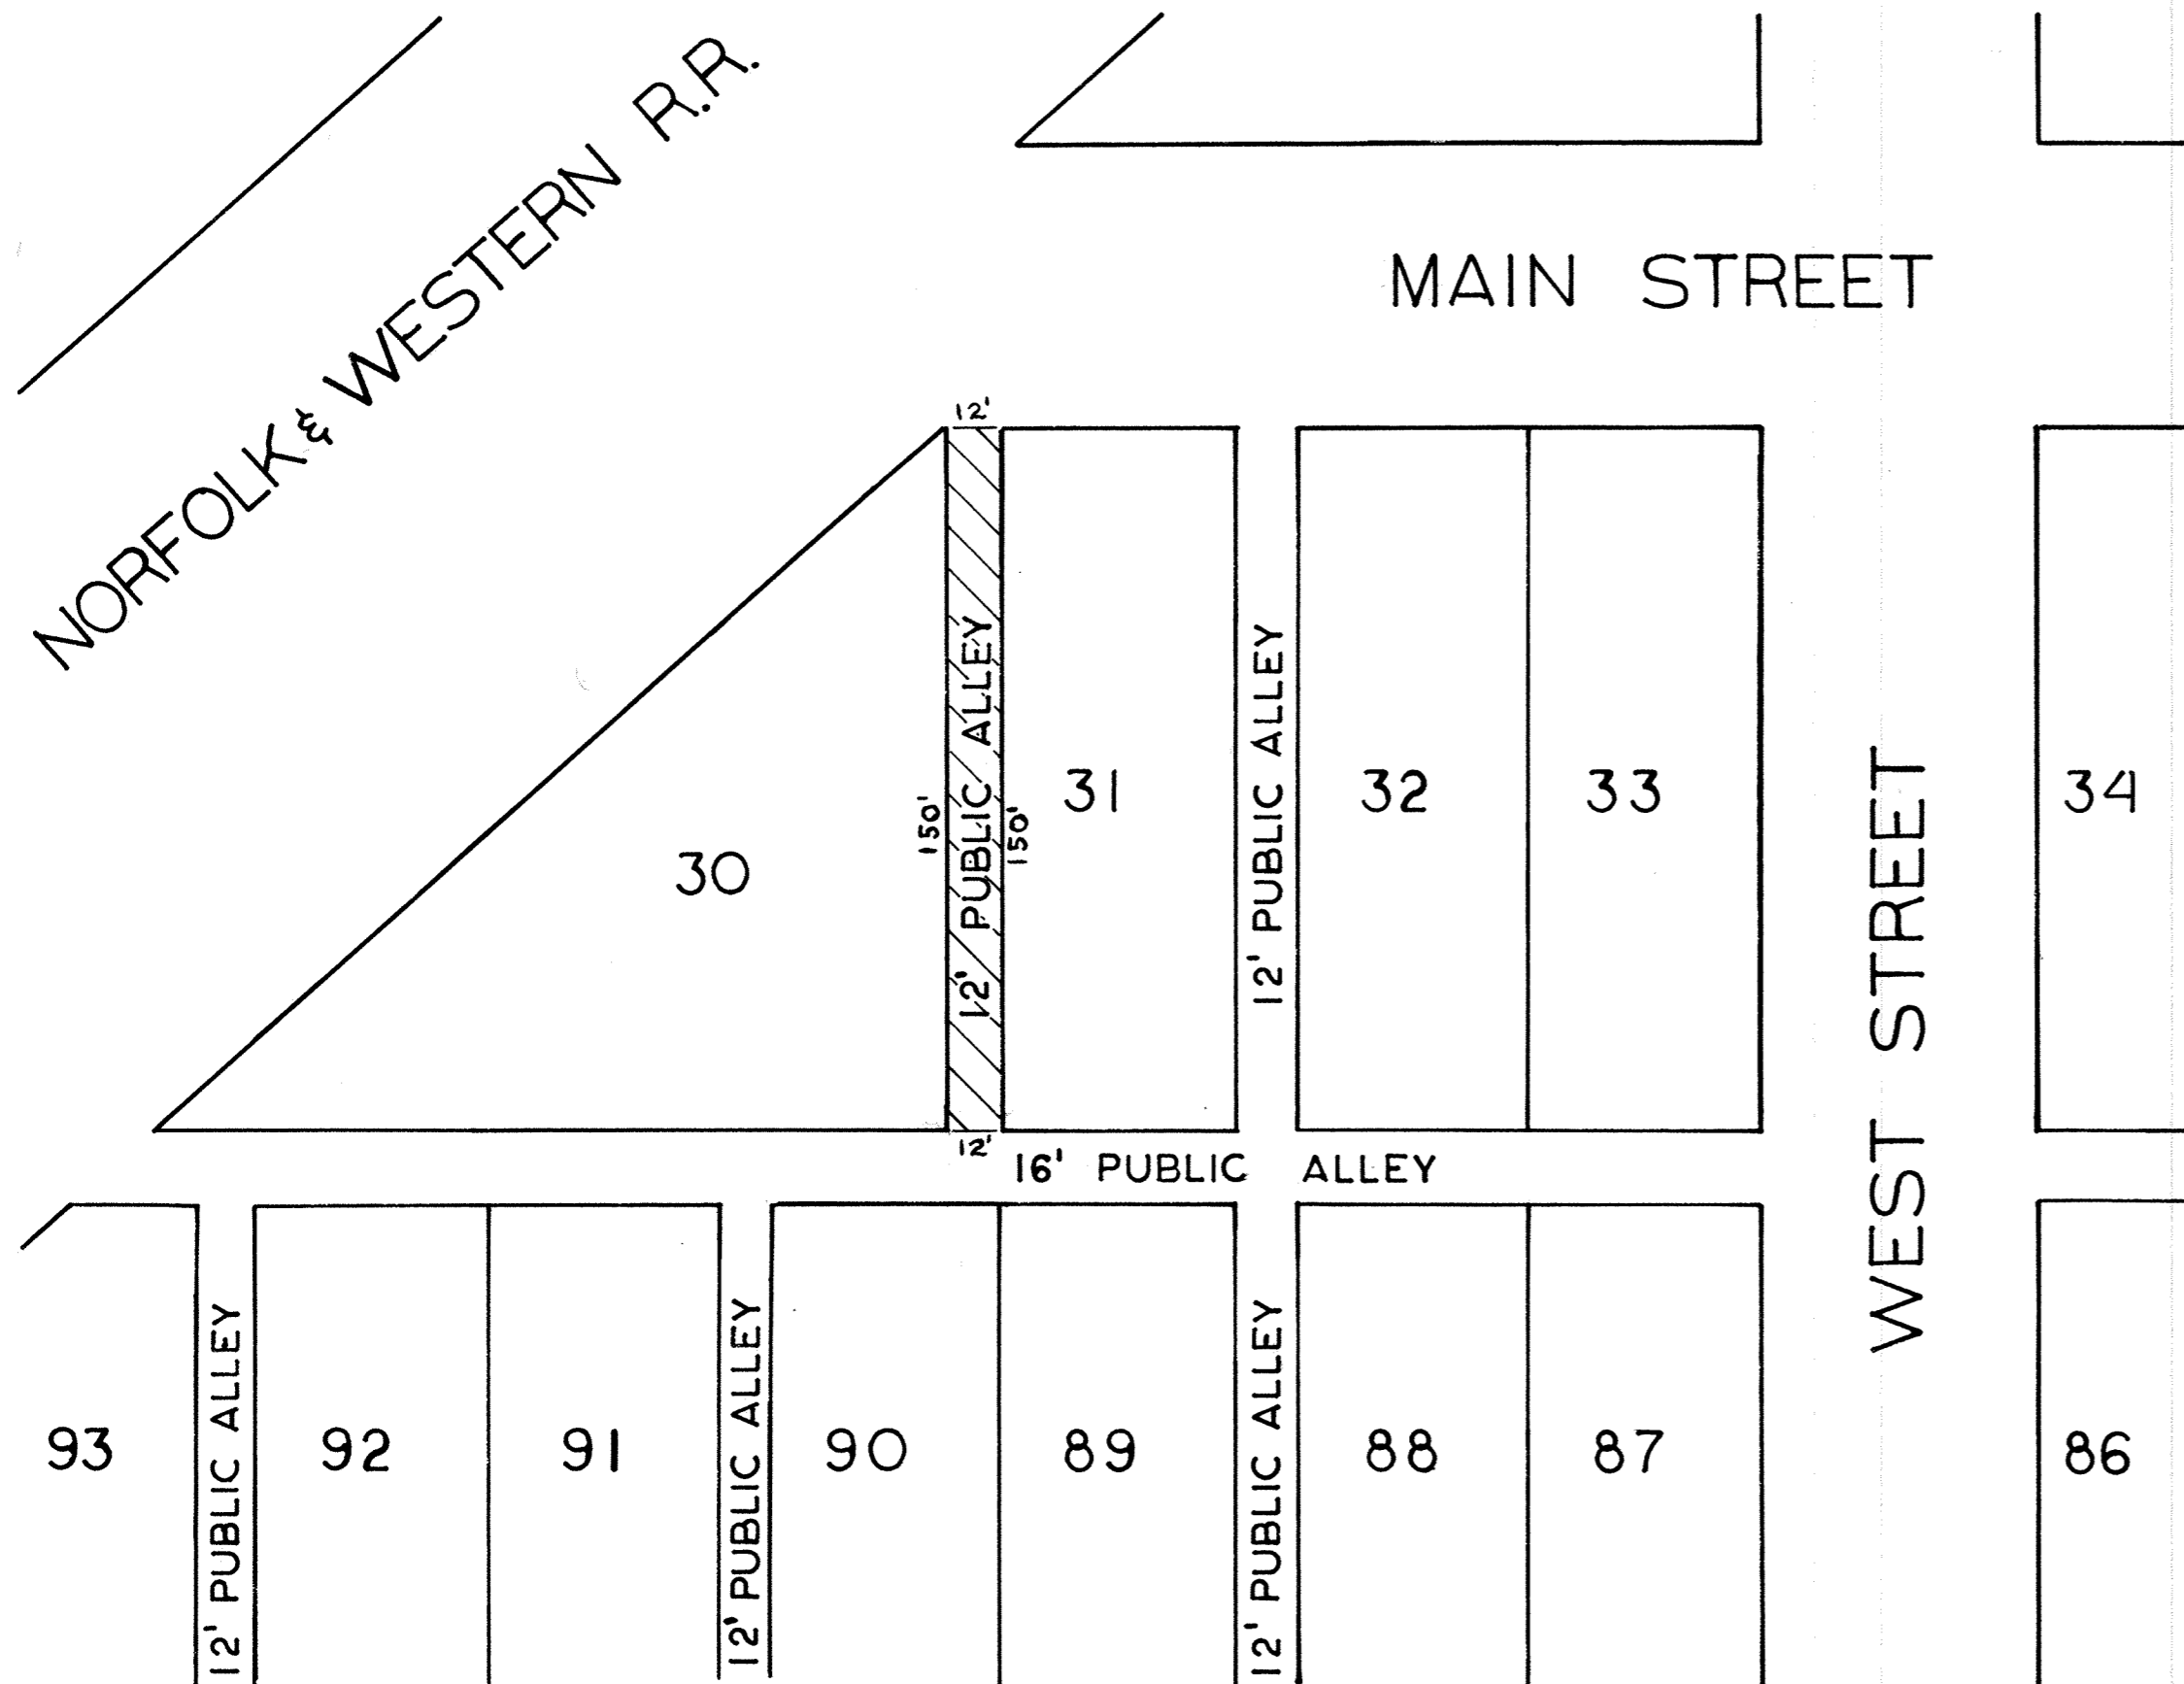 NORFOLK & WESTERN R.R.
MAIN STREET
12'
12' PUBLIC ALLEY
150'
150'
30
31
12' PUBLIC ALLEY
32
33
WEST STREET
34
12'
16' PUBLIC ALLEY
93
12' PUBLIC ALLEY
92
91
12' PUBLIC ALLEY
90
89
12' PUBLIC ALLEY
88
87
86